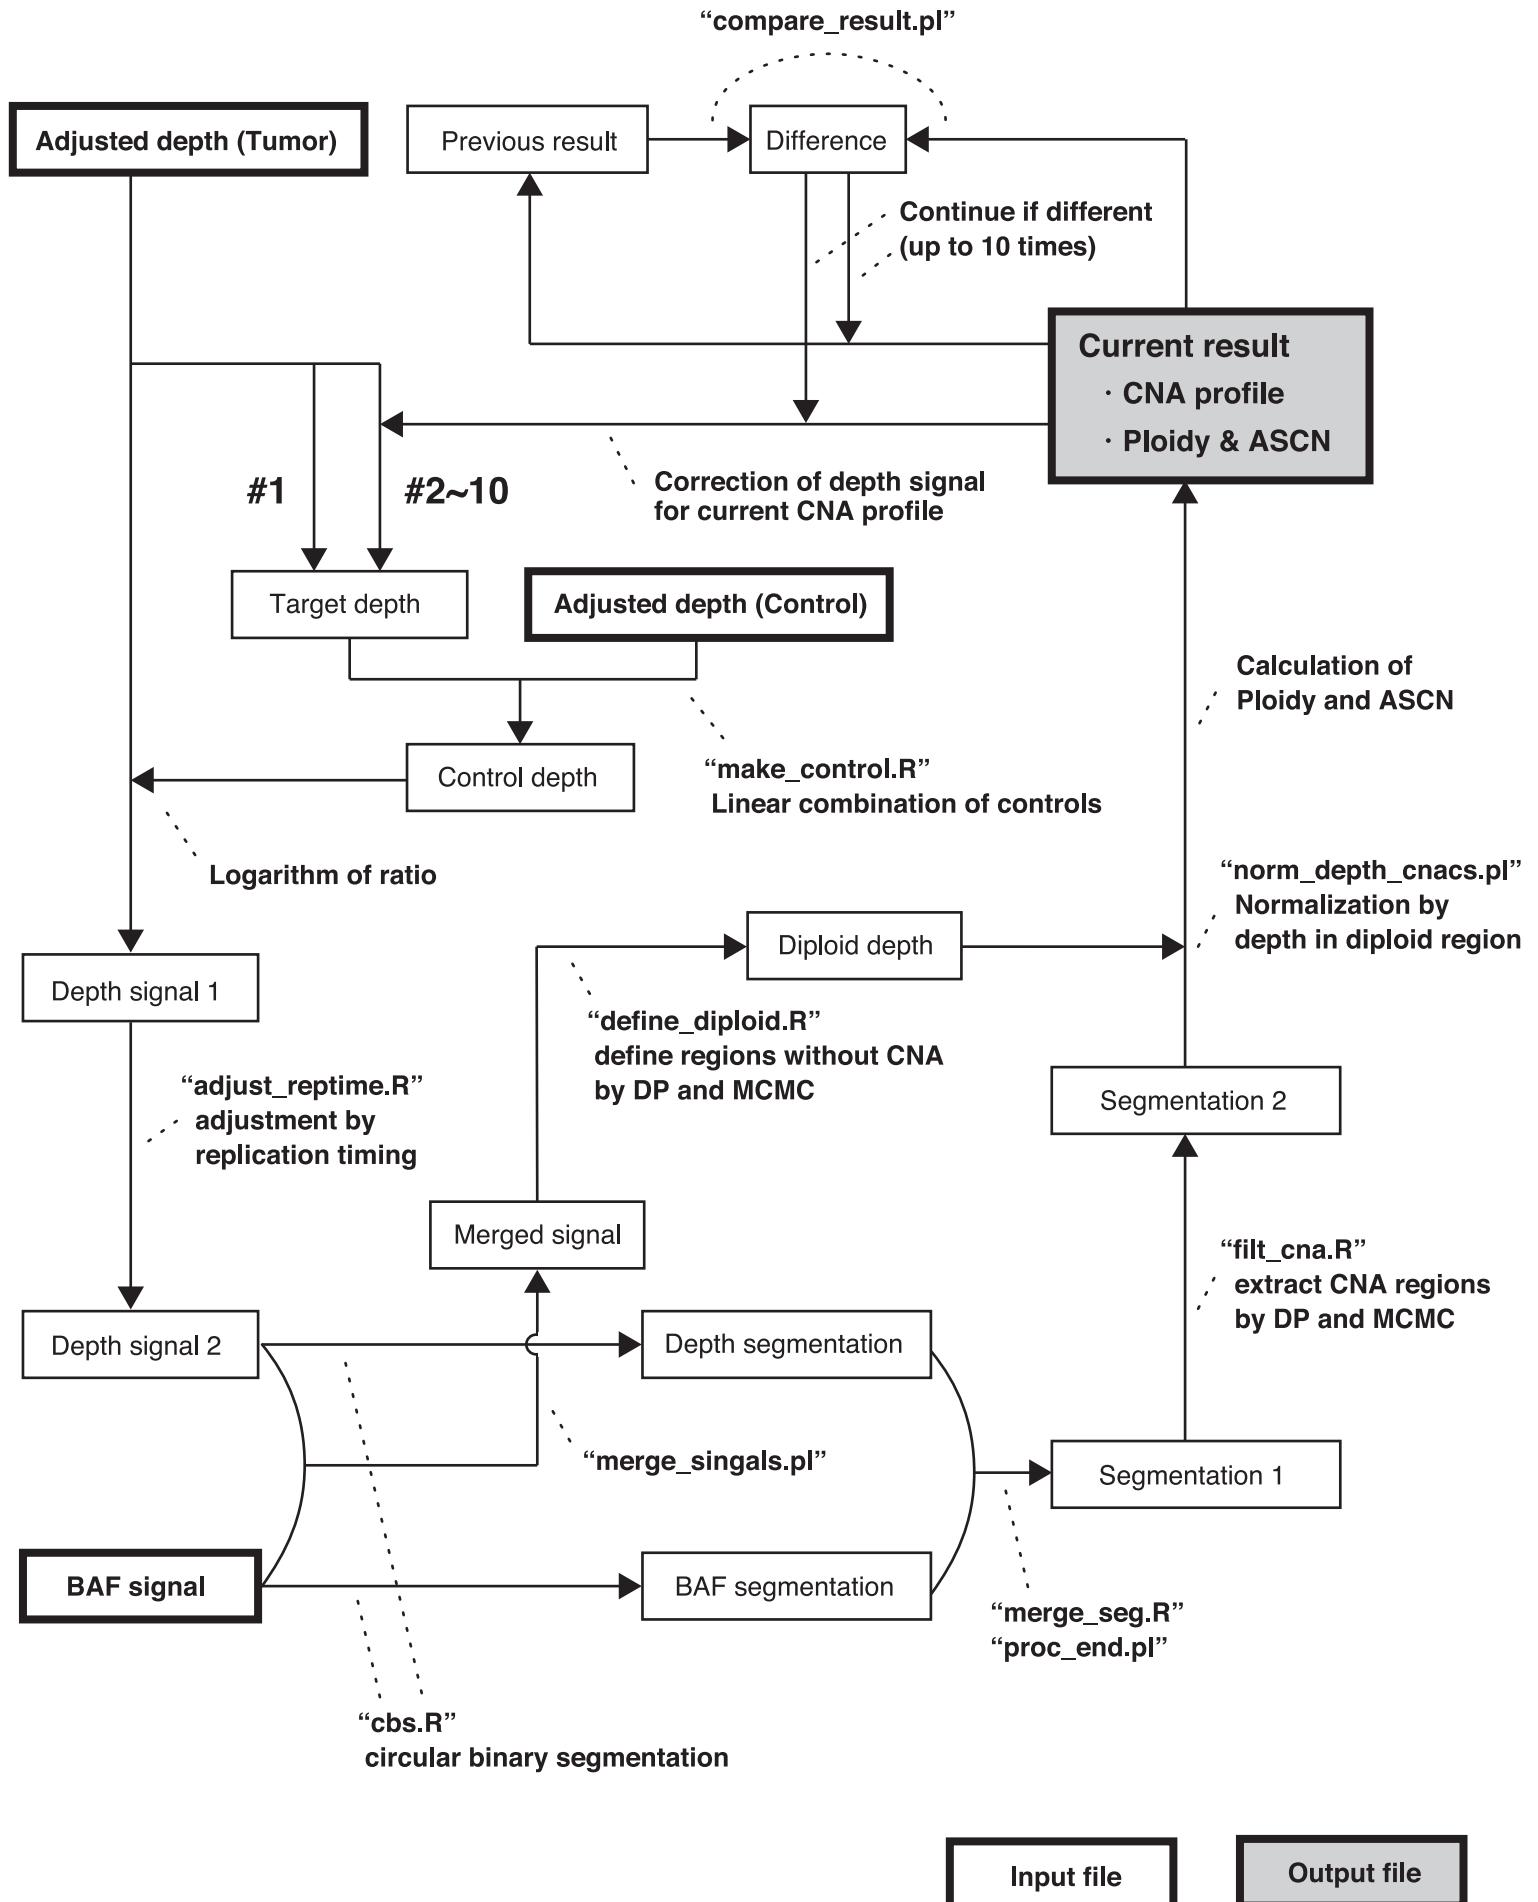 “compare_result.pl”
Adjusted depth (Tumor)
Previous result
Difference
Continue if different
(up to 10 times)
Current result
· CNA profile
· Ploidy & ASCN
#1
#2~10
Correction of depth signal
for current CNA profile
Target depth
Adjusted depth (Control)
Calculation of
Ploidy and ASCN
Control depth
“make_control.R”
Linear combination of controls
Logarithm of ratio
“norm_depth_cnacs.pl”
Normalization by
depth in diploid region
Diploid depth
Depth signal 1
“define_diploid.R”
define regions without CNA
by DP and MCMC
“adjust_reptime.R”
adjustment by
replication timing
Segmentation 2
Merged signal
“filt_cna.R”
extract CNA regions
by DP and MCMC
Depth signal 2
Depth segmentation
“merge_singals.pl”
Segmentation 1
BAF signal
BAF segmentation
“merge_seg.R”
“proc_end.pl”
“cbs.R”
circular binary segmentation
Input file
Output file